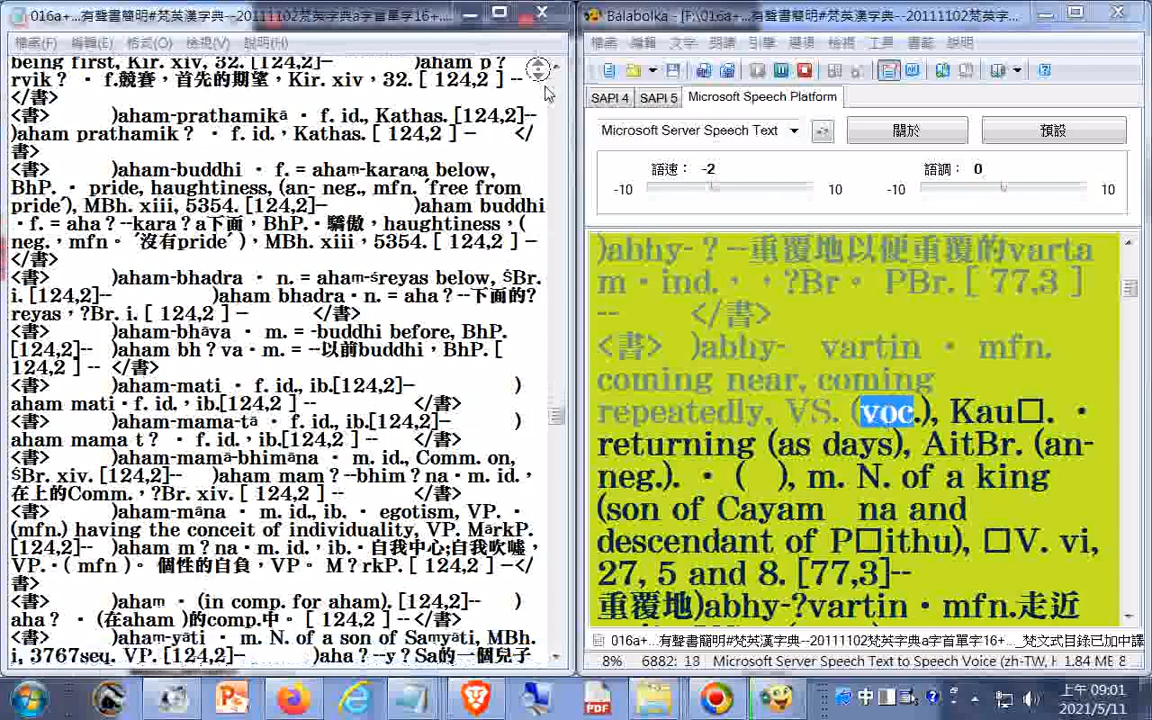 016a+...有聲書簡明#梵英漢字典--20111102梵英字典a字首單字16+...
檔案(F) 編輯(E) 格式(O) 檢視(V) 說明(H)
being first, Kir. xiv, 32. [124,2]— )aham p ?
rvik ? ‧ f.競賽，首先的期望，Kir. xiv，32. [ 124,2 ] --
</書>
<書> )aham-prathamikā ‧ f. id., Kathas. [124,2]--
)aham prathamik ? ‧ f. id.，Kathas. [ 124,2 ] — </
書>
<書> )aham-buddhi ‧ f. = ahaṃ-karaṇa below,
BhP. ‧ pride, haughtiness, (an- neg., mfn. 'free from
pride'), MBh. xiii, 5354. [124,2] )aham buddhi
‧f. = aha? --kara? a下面，BhP.‧驕傲，haughtiness，(
neg.，mfn。'沒有pride' )，MBh. xiii，5354. [ 124,2 ] —
</書>
<書> )aham-bhadra ‧ n. = ahaṃ-śreyas below, ŚBr.
i. [124,2]— )aham bhadra‧n. = aha? --下面的?
reyas，?Br. i. [ 124,2 ] — </書>
<書> )aham-bhāva ‧ m. = -buddhi before, BhP.
[124,2]-- )aham bh ? va‧m. = --以前buddhi，BhP. [
124,2 ] -- </書>
<書> )aham-mati ‧ f. id., ib.[124,2]— )
aham mati‧f. id.，ib.[124,2 ] -- </書>
<書> )aham-mama-tā ‧ f. id., ib.[124,2]— )
aham mama t ? ‧ f. id.，ib.[124,2 ] -- </書>
<書> )aham-mamā-bhimāna ‧ m. id., Comm. on,
ŚBr. xiv. [124,2]— )aham mam ? --bhim ? na‧m. id.，
在上的Comm.，?Br. xiv. [ 124,2 ] -- </書>
<書> )aham-māna ‧ m. id., ib. ‧ egotism, VP. ‧
(mfn.) having the conceit of individuality, VP. MārkP.
[124,2]-- )aham m ? na‧m. id.，ib.‧自我中心;自我吹噓，
VP.‧( mfn )。 個性的自負，VP。 M ? rkP. [ 124,2 ] —</
書>
<書> )ahaṃ ‧ (in comp. for aham). [124,2] )
aha ? ‧ (在aham )的comp.中。[ 124,2 ] -- </書>
<書> )ahaṃ-yāti ‧ m. N. of a son of Saṃyāti, MBh.
i, 3767seq. VP. [124,2]-- )aha ? --y ? Sa的一個兒子
Balabolka - [F:\016a+...有聲書簡明#梵英漢字典--20111102梵英字...
檔案 編輯 文字 朗讀 引擎 選項 檢視 工具 書籤 說明
SAPI 4 SAPI 5 Microsoft Speech Platform
Microsoft Server Speech Text 關於 預設
語速： -2 語調： 0
-10 10 -10 10
)abhy- ? --重覆地以便重覆的varta
m‧ind.‧，?Br。 PBr. [ 77,3 ]
-- </書>
<書> )abhy- vartin ‧ mfn.
coming near, coming
repeatedly, VS. (voc.), Kau□. ‧
returning (as days), AitBr. (an-
neg.). ‧ ( ), m. N. of a king
(son of Cayam na and
descendant of P□ithu), □V. vi,
27, 5 and 8. [77,3]--
重覆地)abhy-?vartin‧mfn.走近
016a+...有聲書簡明#梵英漢字典--20111102梵英字典a字首單字16+..._梵文式目錄已加中譯
8% 6882: 13 Microsoft Server Speech Text to Speech Voice (zh-TW, H 1.84 ME 8
中
上午 09:01
2021/5/11